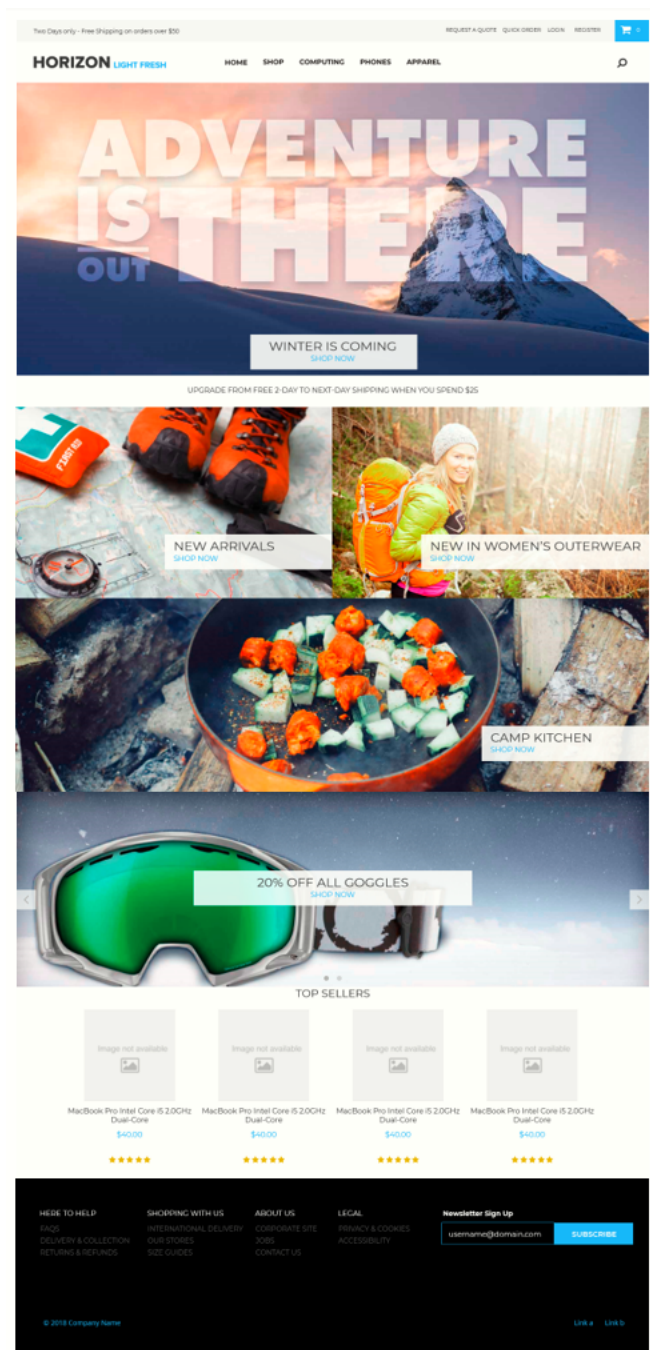 Two Days only - Free Shipping on orders over $50
REQUEST A QUOTE QUICK ORDER LOGIN REGISTER 0
HORIZON LIGHT FRESH
HOME SHOP COMPUTING PHONES APPAREL
ADVENTURE
IS THERE
OUT
WINTER IS COMING
SHOP NOW
UPGRADE FROM FREE 2-DAY TO NEXT-DAY SHIPPING WHEN YOU SPEND $25
FIRST AID
NEW ARRIVALS
SHOP NOW
NEW IN WOMEN'S OUTERWEAR
SHOP NOW
CAMP KITCHEN
SHOP NOW
20% OFF ALL GOGGLES
SHOP NOW
TOP SELLERS
Image not available Image not available Image not available Image not available
MacBook Pro Intel Core i5 2.0GHz MacBook Pro Intel Core i5 2.0GHz MacBook Pro Intel Core i5 2.0GHz MacBook Pro Intel Core i5 2.0GHz
Dual-Core Dual-Core Dual-Core Dual-Core
$40.00 $40.00 $40.00 $40.00
HERE TO HELP SHOPPING WITH US ABOUT US LEGAL Newsletter Sign Up
FAQS INTERNATIONAL DELIVERY CORPORATE SITE PRIVACY & COOKIES
username@domain.com SUBSCRIBE
DELIVERY & COLLECTION OUR STORES JOBS ACCESSIBILITY
RETURNS & REFUNDS SIZE GUIDES CONTACT US
© 2018 Company Name Link a Link b